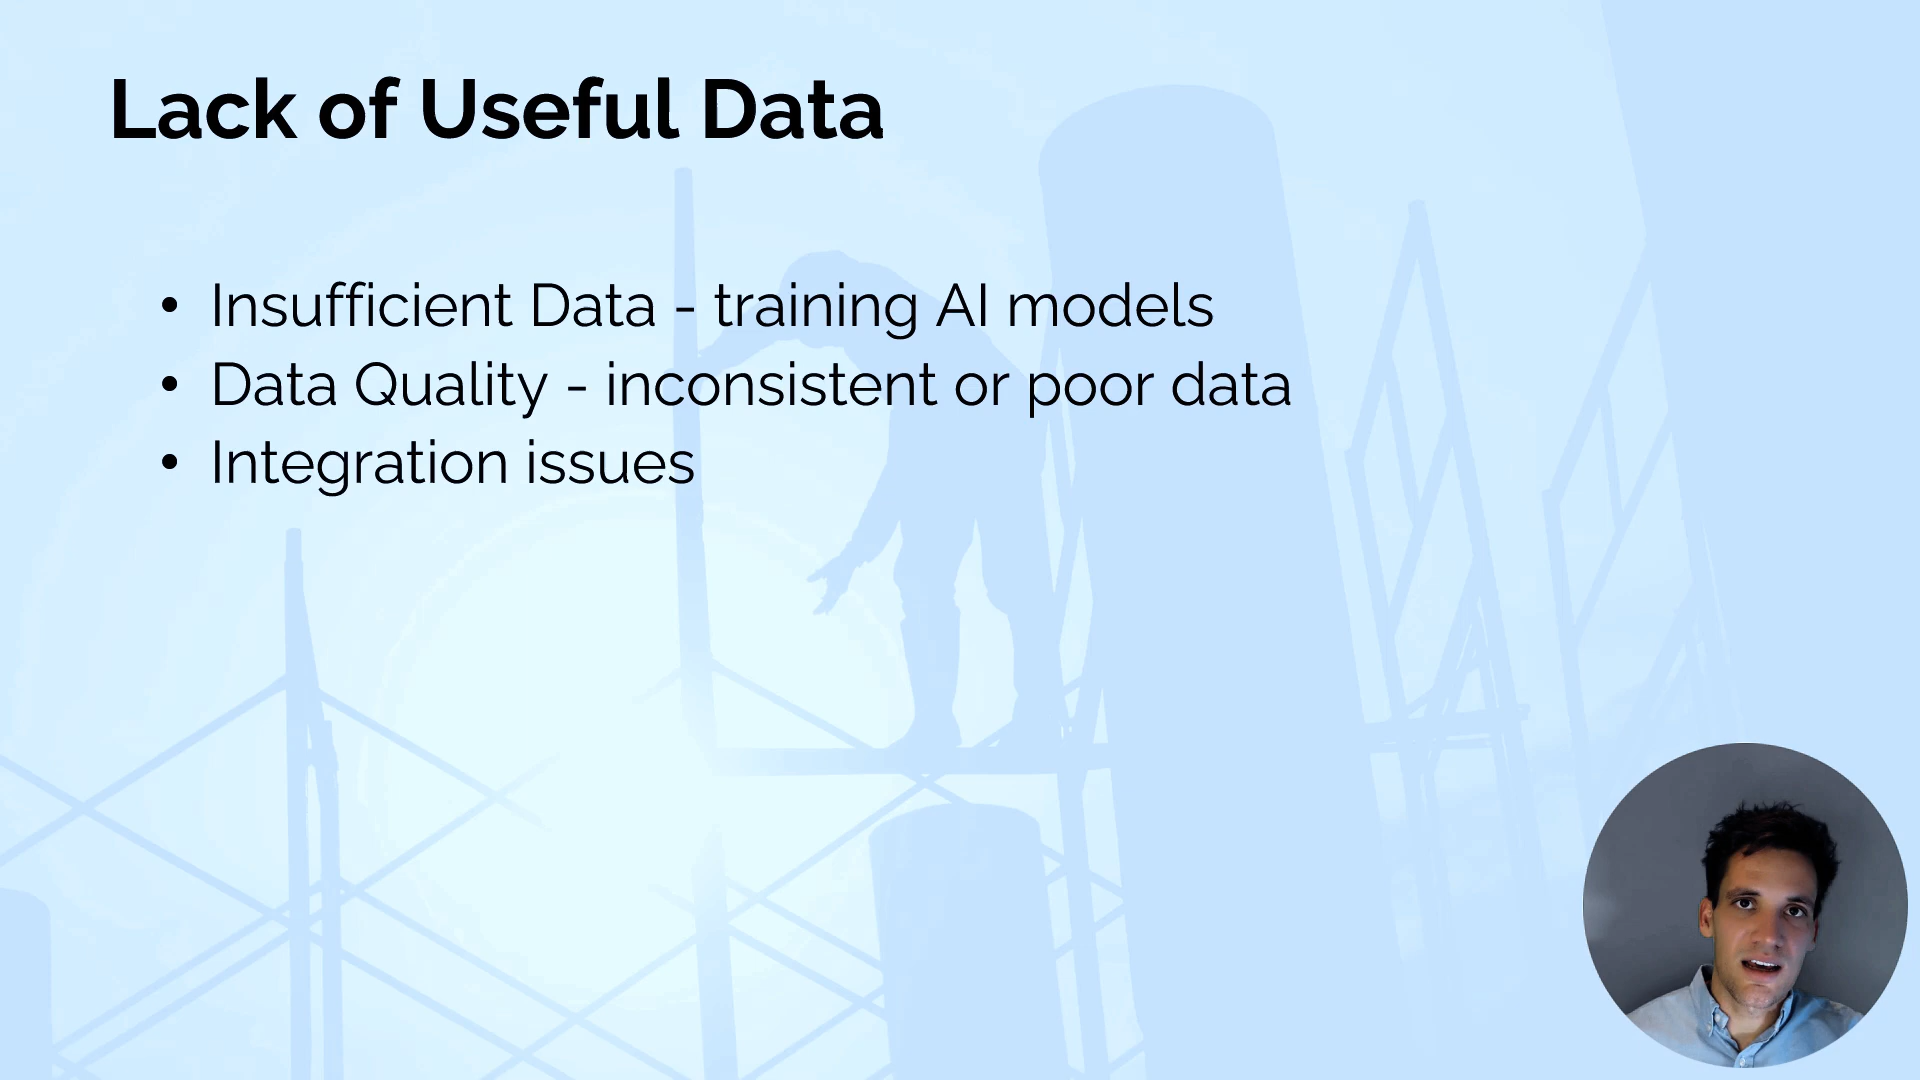 Lack of Useful Data
• Insufficient Data - training AI models
• Data Quality - inconsistent or poor data
• Integration issues